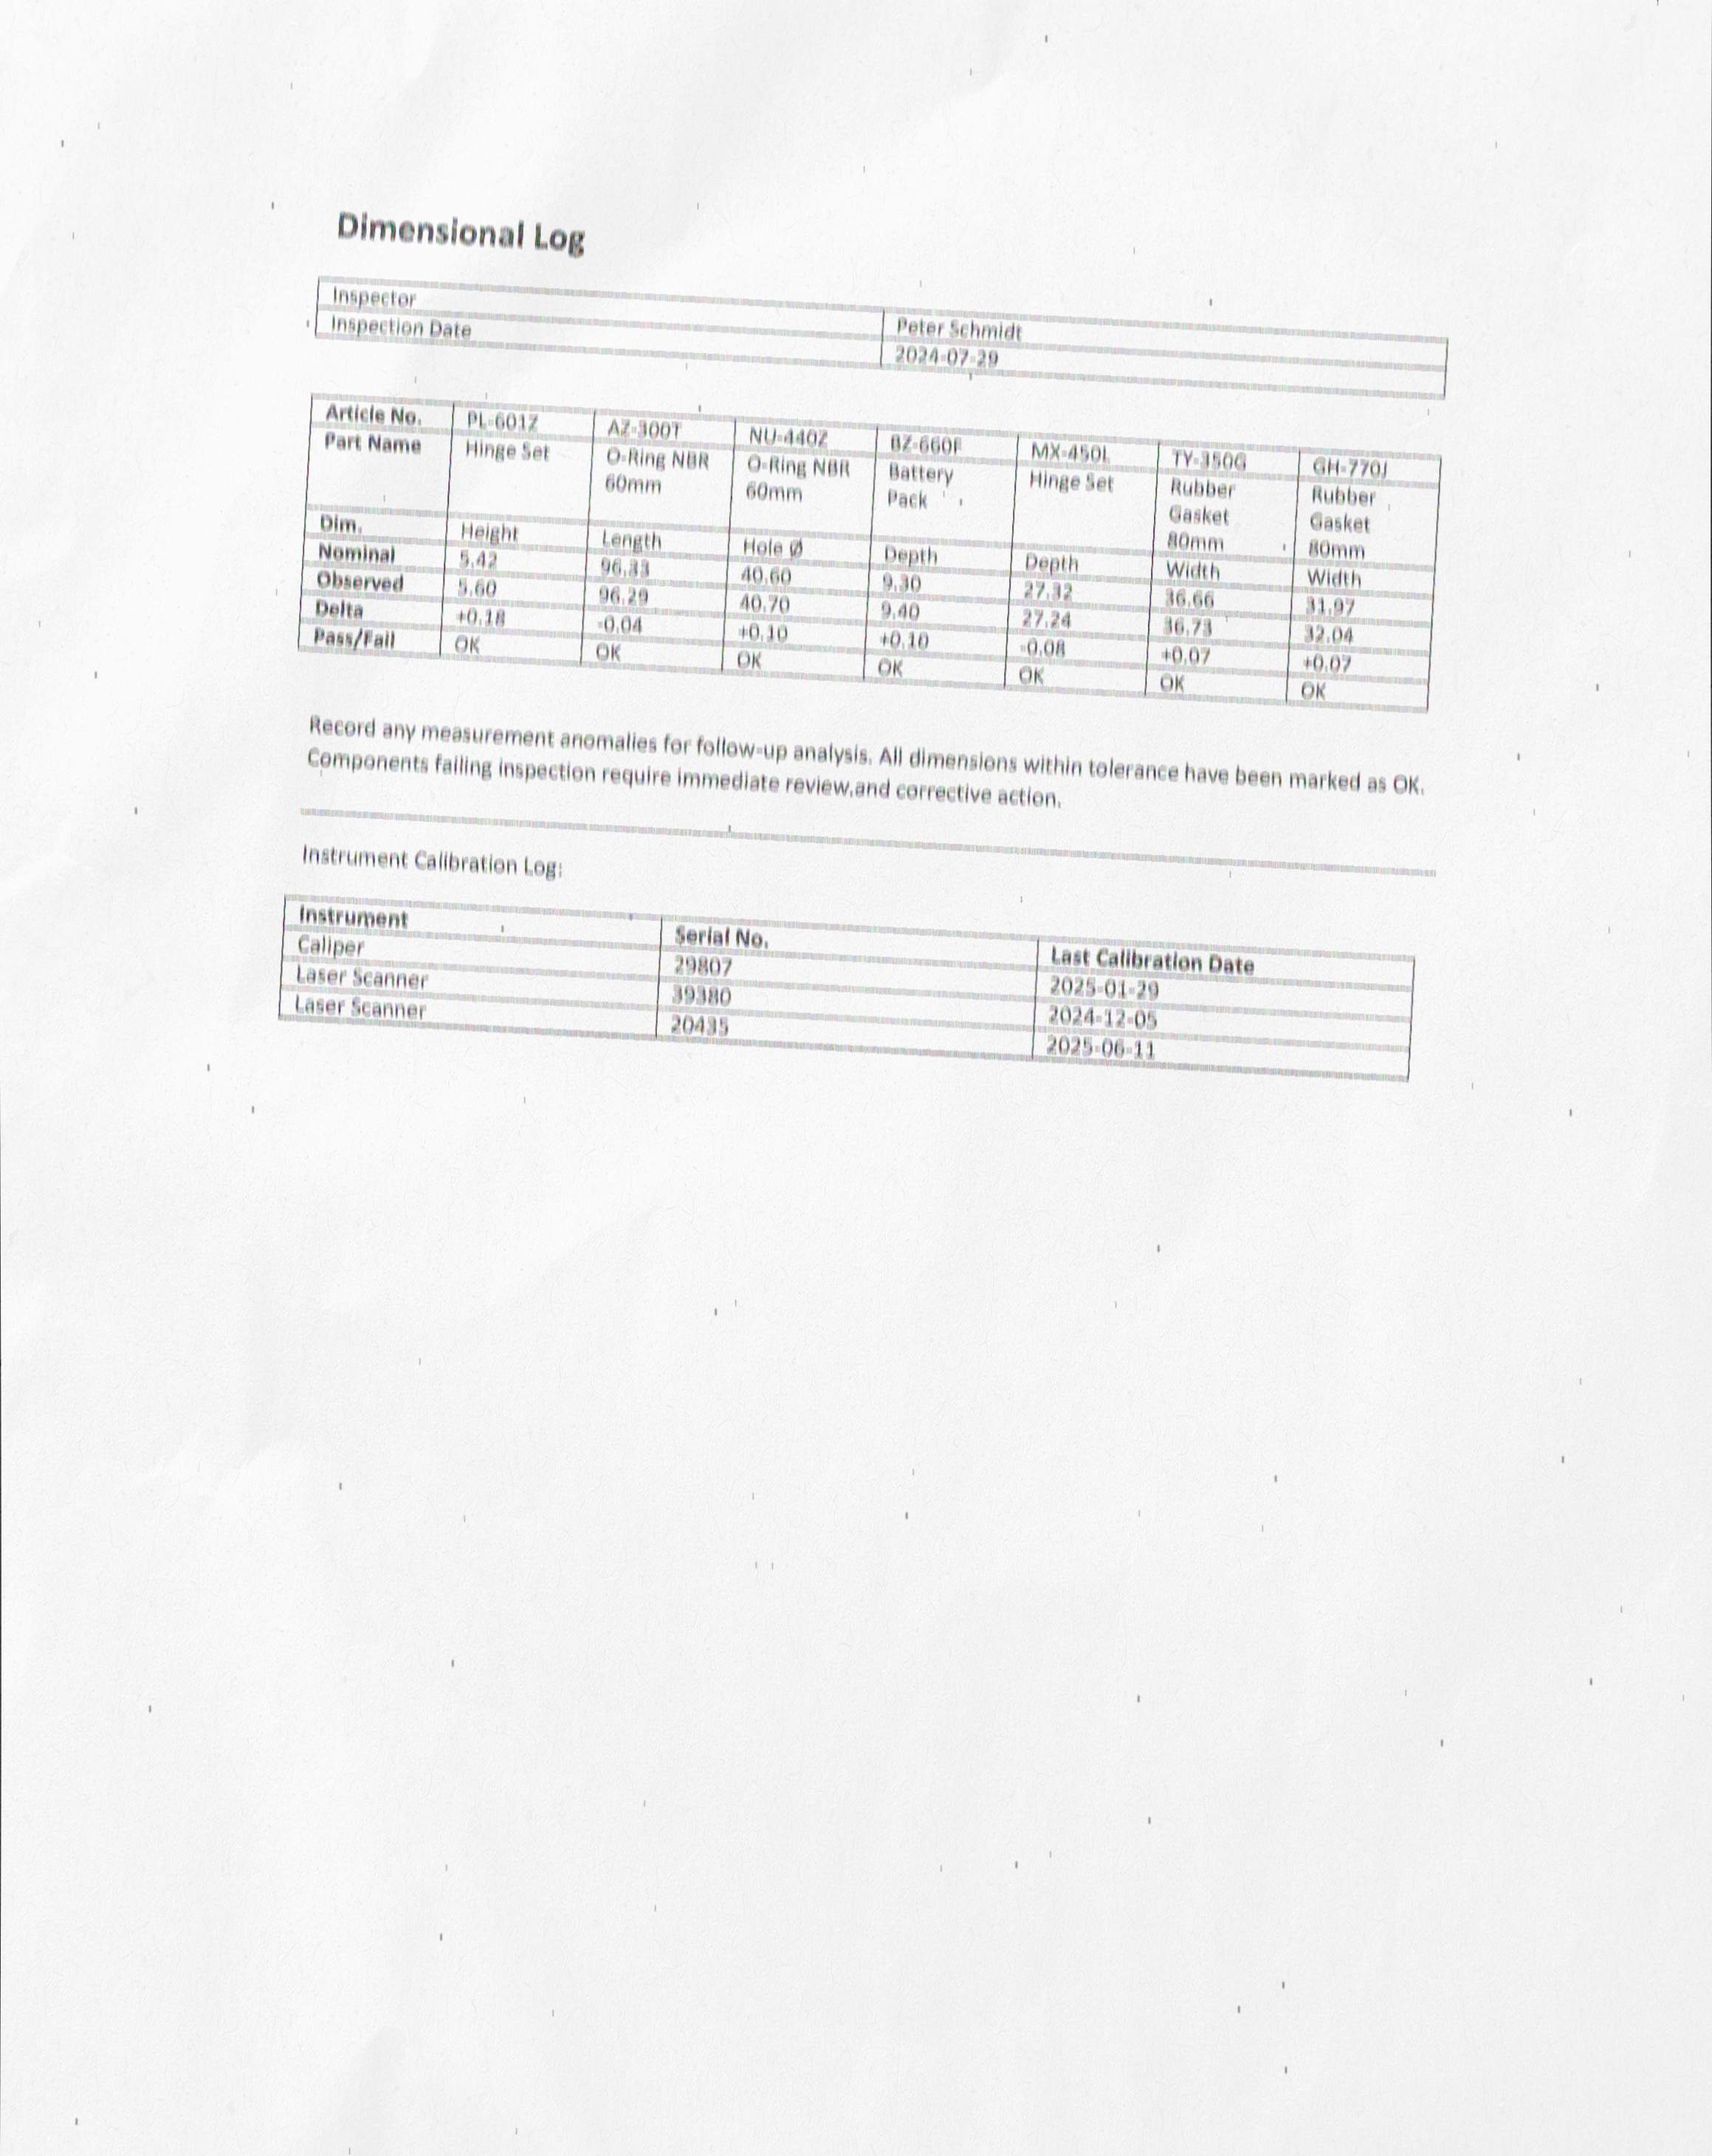 Dimensional Log
Inspector Peter Schmidt
Inspection Date 2024-07-29
Article No. PL-601Z AZ-300T NU-440Z BZ-660F MX-450L TY-350G GH-770J
Part Name Hinge Set O-Ring NBR 60mm O-Ring NBR 60mm Battery Pack Hinge Set Rubber Gasket 80mm Rubber Gasket 80mm
Dim. Height Length Hole Ø Depth Depth Width Width
Nominal 5.42 96.33 40.60 9.30 27.32 36.66 31.97
Observed 5.60 96.29 40.70 9.40 27.24 36.73 32.04
Delta +0.18 -0.04 +0.10 +0.10 -0.08 +0.07 +0.07
Pass/Fail OK OK OK OK OK OK OK
Record any measurement anomalies for follow-up analysis. All dimensions within tolerance have been marked as OK.
Components failing inspection require immediate review and corrective action.
Instrument Calibration Log:
Instrument Serial No. Last Calibration Date
Caliper 29807 2025-01-29
Laser Scanner 39380 2024-12-05
Laser Scanner 20435 2025-06-11